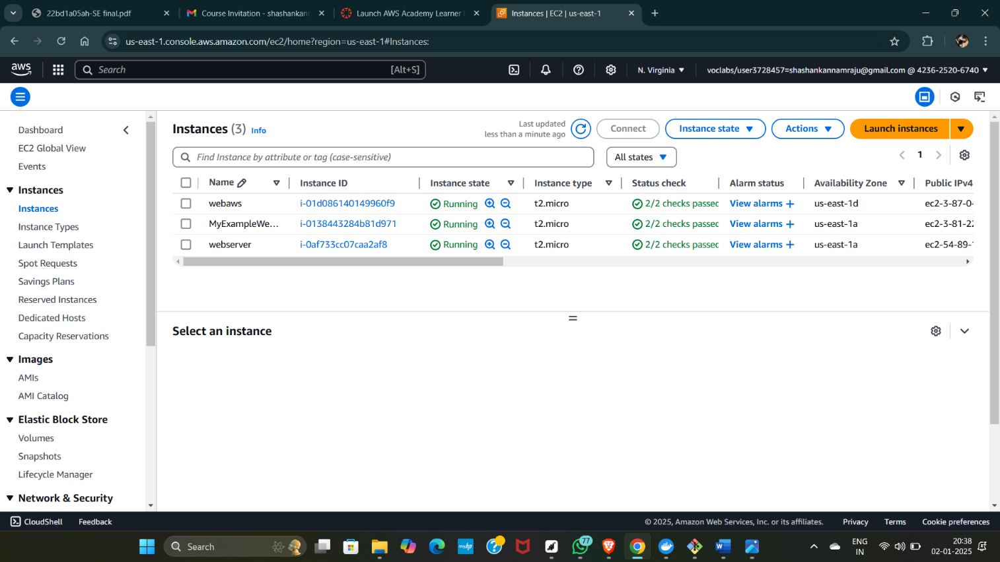 22bd1a05ah-SE final.pdf
Course Invitation - shashankanr
Launch AWS Academy Learner
Instances | EC2 | us-east-1
us-east-1.console.aws.amazon.com/ec2/home?region=us-east-1#Instances:
aws
Search
[Alt+S]
N. Virginia
voclabs/user3728457=shashankannamraju@gmail.com @ 4236-2520-6740
Dashboard
EC2 Global View
Events
Instances
Instances
Instance Types
Launch Templates
Spot Requests
Savings Plans
Reserved Instances
Dedicated Hosts
Capacity Reservations
Images
AMIs
AMI Catalog
Elastic Block Store
Volumes
Snapshots
Lifecycle Manager
Network & Security
Instances (3) Info
Last updated
less than a minute ago
Connect
Instance state
Actions
Launch instances
Find Instance by attribute or tag (case-sensitive)
All states
1
Name Instance ID Instance state Instance type Status check Alarm status Availability Zone Public IPv4
webaws i-01d086140149960f9 Running t2.micro 2/2 checks passed View alarms + us-east-1d ec2-3-87-0-
MyExampleWe... i-0138443284b81d971 Running t2.micro 2/2 checks passed View alarms + us-east-1a ec2-3-81-22
webserver i-0af733cc07caa2af8 Running t2.micro 2/2 checks passed View alarms + us-east-1a ec2-54-89-1
Select an instance
CloudShell Feedback
© 2025, Amazon Web Services, Inc. or its affiliates. Privacy Terms Cookie preferences
Search
myhp
77
ENG
IN
20:38
02-01-2025